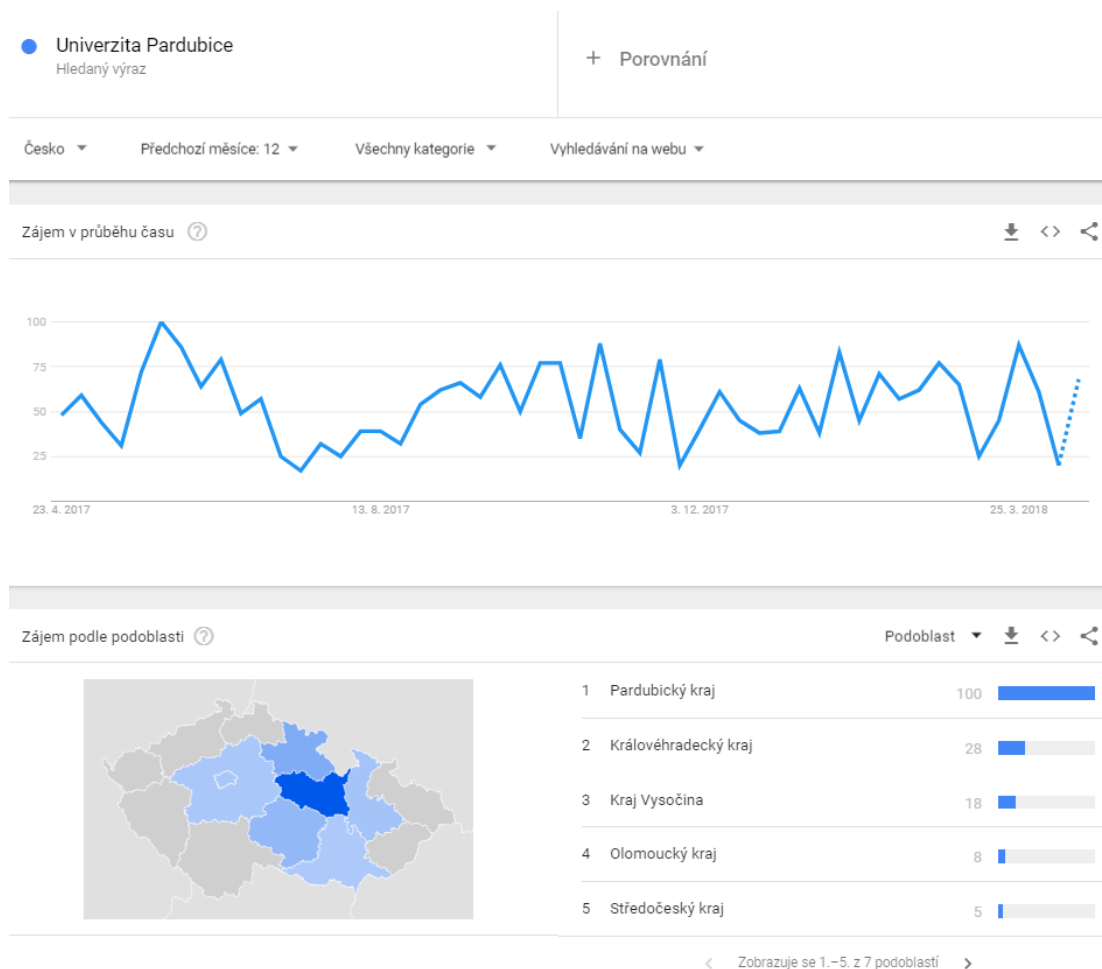 Univerzita Pardubice
Hledaný výraz
+ Porovnání
Česko
Předchozí měsíce: 12
Všechny kategorie
Vyhledávání na webu
Zájem v průběhu času ?
100
75
50
25
23. 4. 2017
13. 8. 2017
3. 12. 2017
25. 3. 2018
Zájem podle podoblasti ?
Podoblast
1 Pardubický kraj 100
2 Královéhradecký kraj 28
3 Kraj Vysočina 18
4 Olomoucký kraj 8
5 Středočeský kraj 5
Zobrazuje se 1.–5. z 7 podoblastí